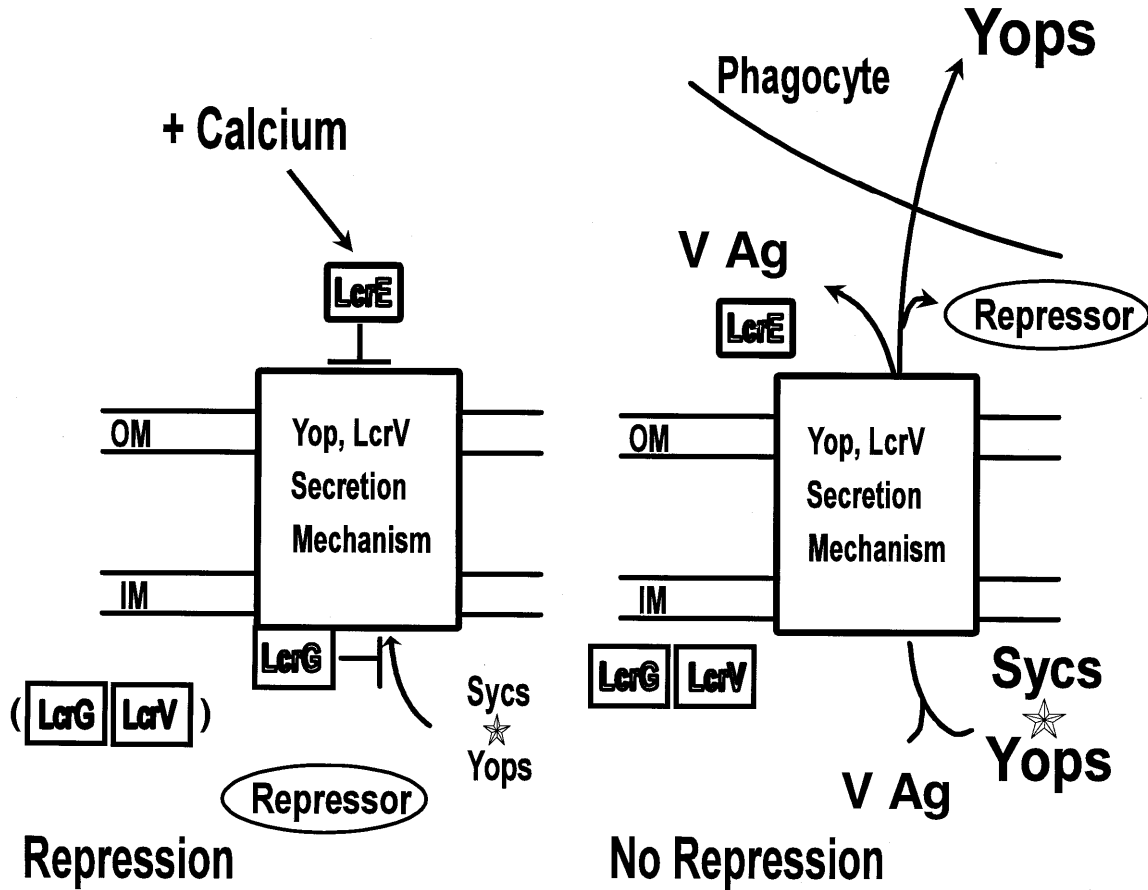 + Calcium
LcrE
Yop, LcrV
Secretion
Mechanism
OM
IM
LcrG
( LcrG LcrV )
Sycs
Yops
Repressor
Repression
Yops
Phagocyte
V Ag
LcrE
Repressor
Yop, LcrV
Secretion
Mechanism
OM
IM
LcrG LcrV
Sycs
Yops
V Ag
No Repression